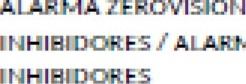 ALARMA ZEROVISION
INHIBIDORES / ALARM
INHIBIDORES